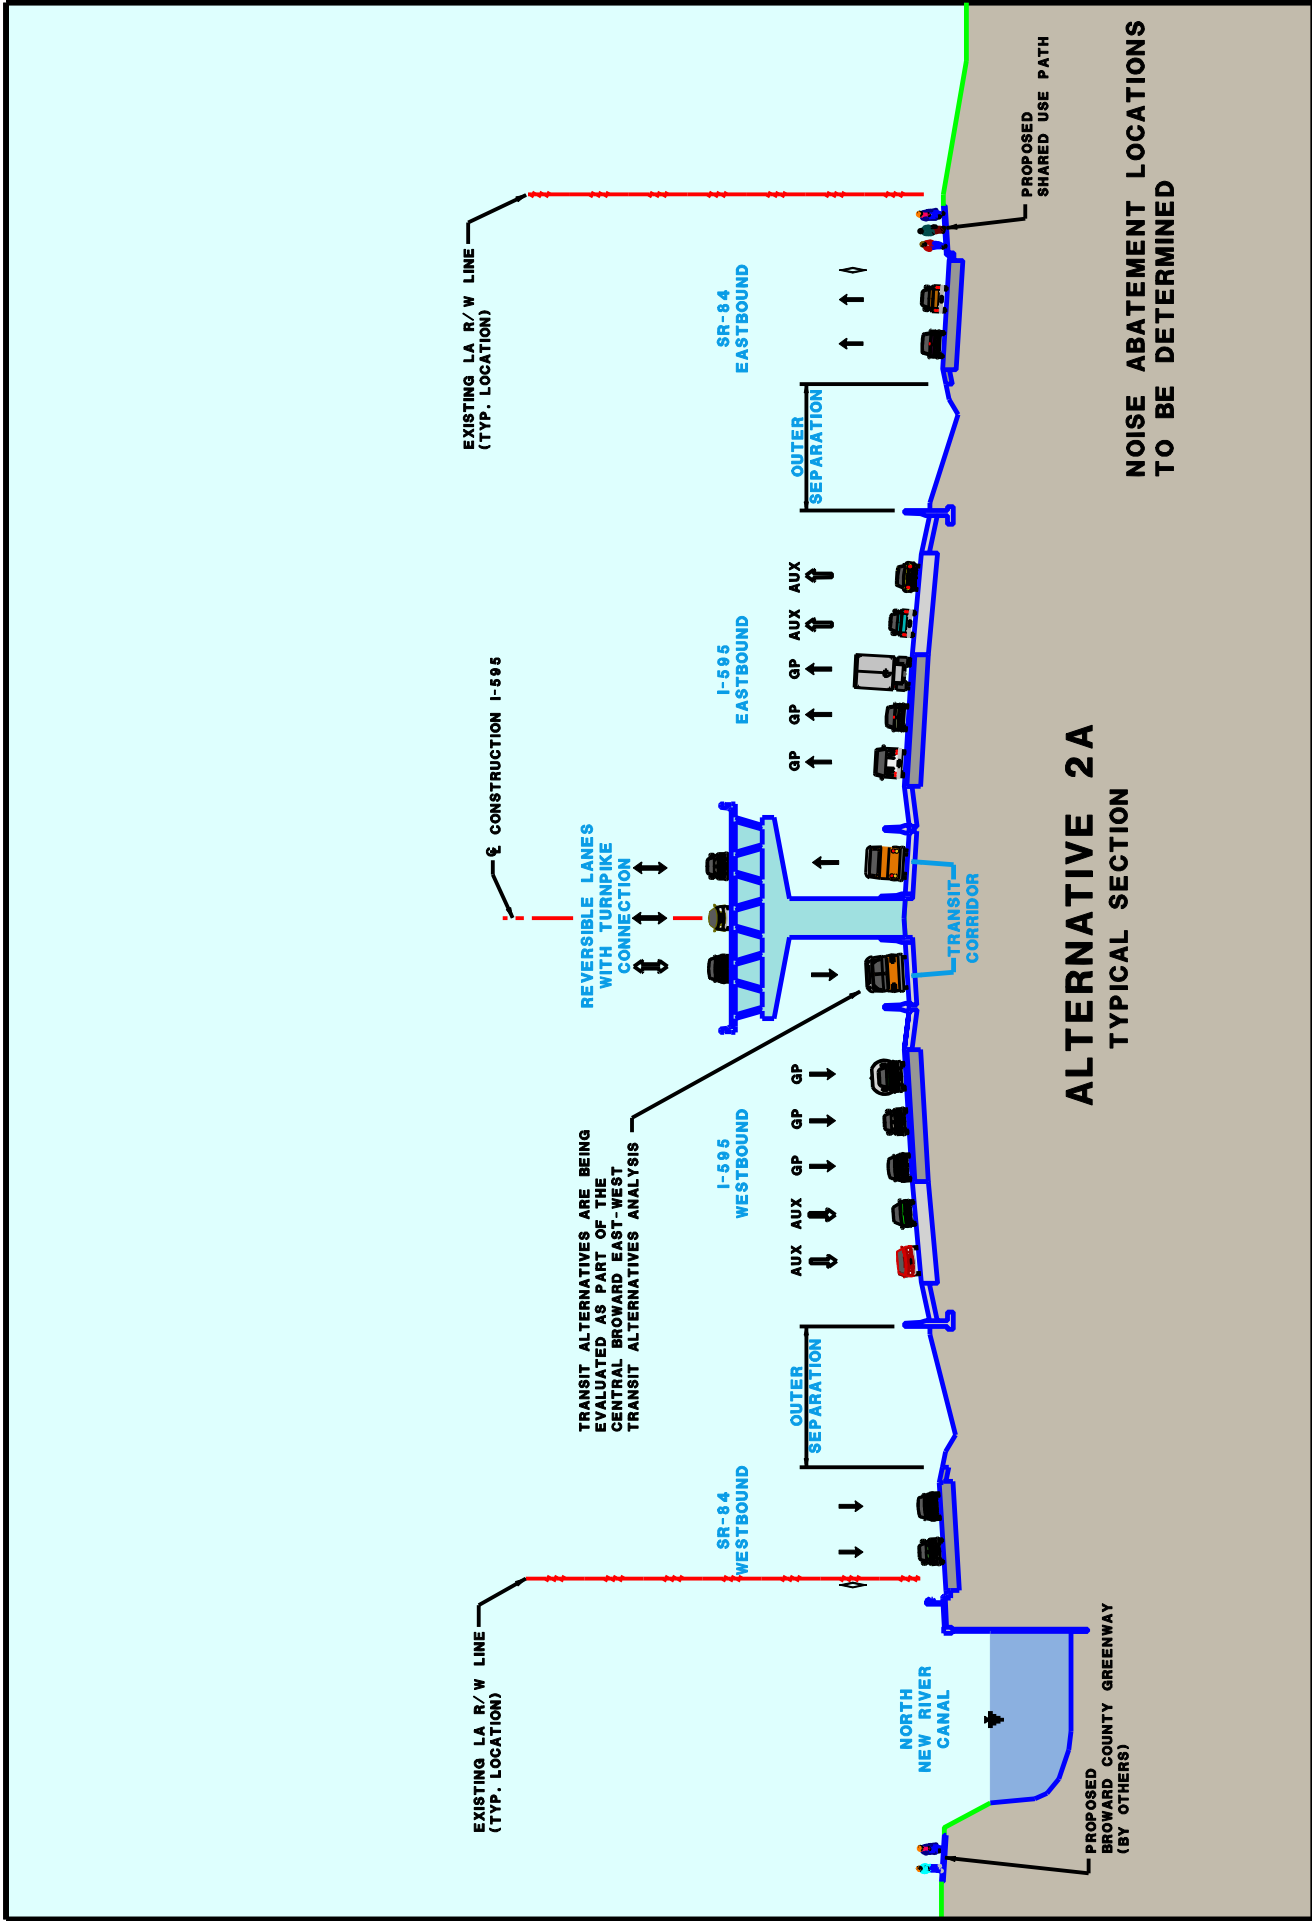 EXISTING LA R/W LINE
(TYP. LOCATION)
TRANSIT ALTERNATIVES ARE BEING
EVALUATED AS PART OF THE
CENTRAL BROWARD EAST-WEST
TRANSIT ALTERNATIVES ANALYSIS
℄ CONSTRUCTION I-595
EXISTING LA R/W LINE
(TYP. LOCATION)
REVERSIBLE LANES
WITH TURNPIKE
CONNECTION
SR-84
WESTBOUND
I-595
WESTBOUND
I-595
EASTBOUND
SR-84
EASTBOUND
OUTER
SEPARATION
AUX
AUX
GP
GP
GP
GP
GP
GP
AUX
AUX
OUTER
SEPARATION
NORTH
NEW RIVER
CANAL
TRANSIT
CORRIDOR
PROPOSED
SHARED USE PATH
PROPOSED
BROWARD COUNTY GREENWAY
(BY OTHERS)
ALTERNATIVE 2A
TYPICAL SECTION
NOISE ABATEMENT LOCATIONS
TO BE DETERMINED